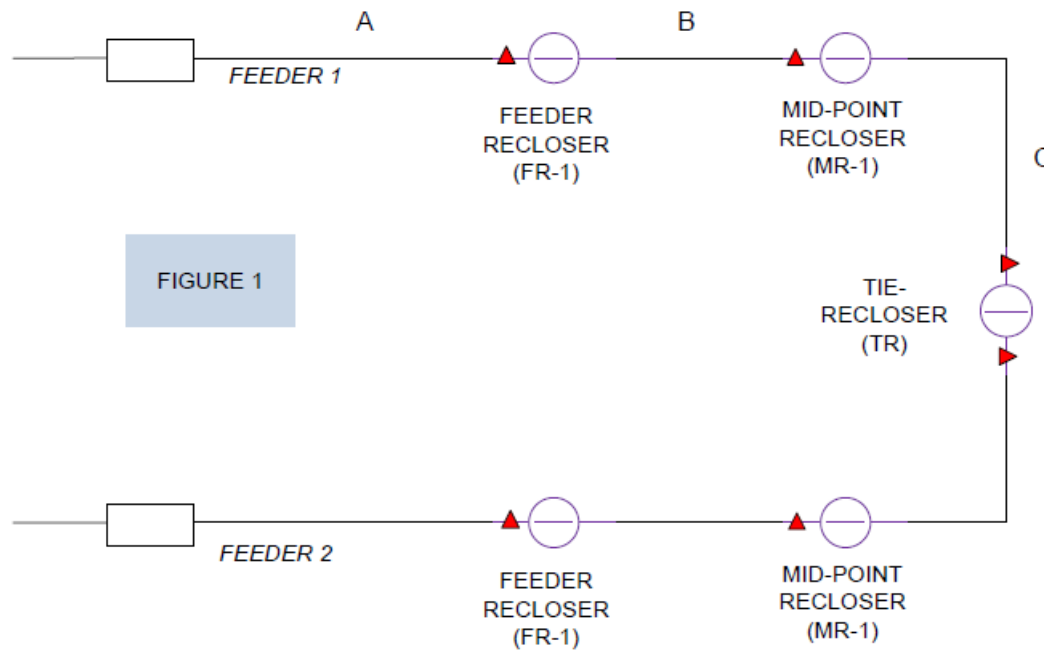 A
B
FEEDER 1
FEEDER
RECLOSER
(FR-1)
MID-POINT
RECLOSER
(MR-1)
C
FIGURE 1
TIE-
RECLOSER
(TR)
FEEDER 2
FEEDER
RECLOSER
(FR-1)
MID-POINT
RECLOSER
(MR-1)